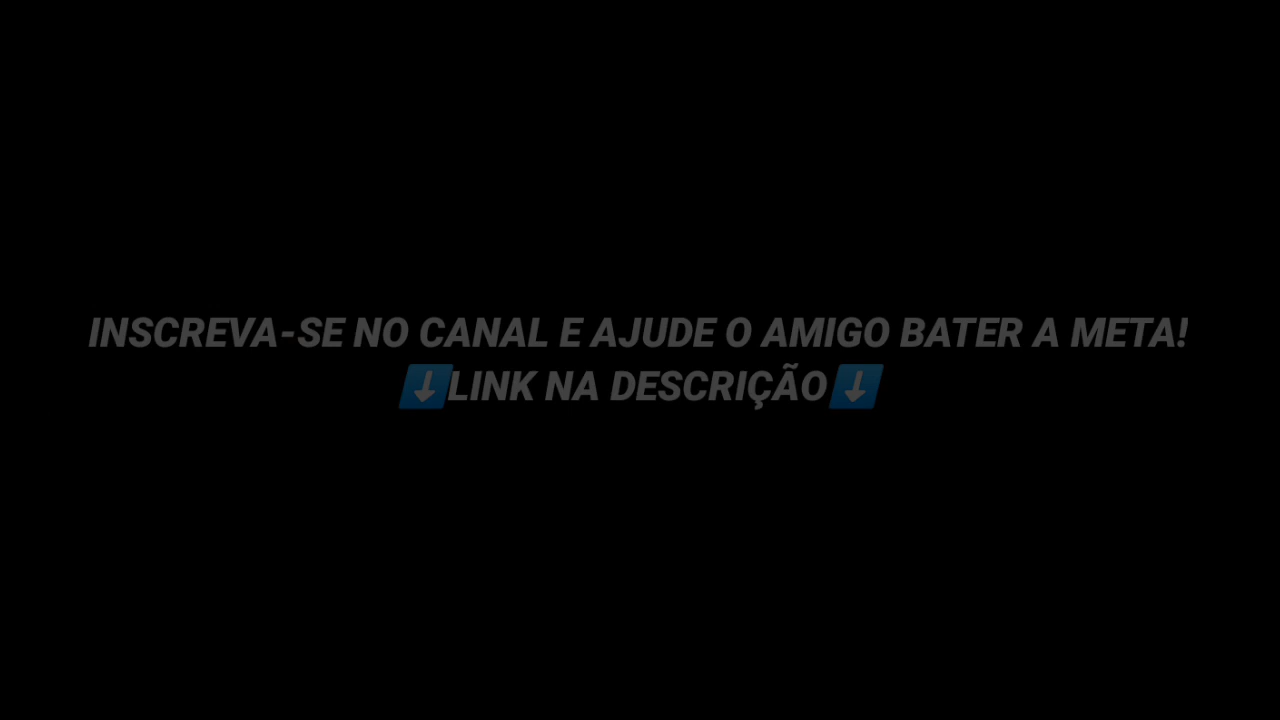 INSCREVA-SE NO CANAL E AJUDE O AMIGO BATER A META!
⬇️LINK NA DESCRIÇÃO⬇️